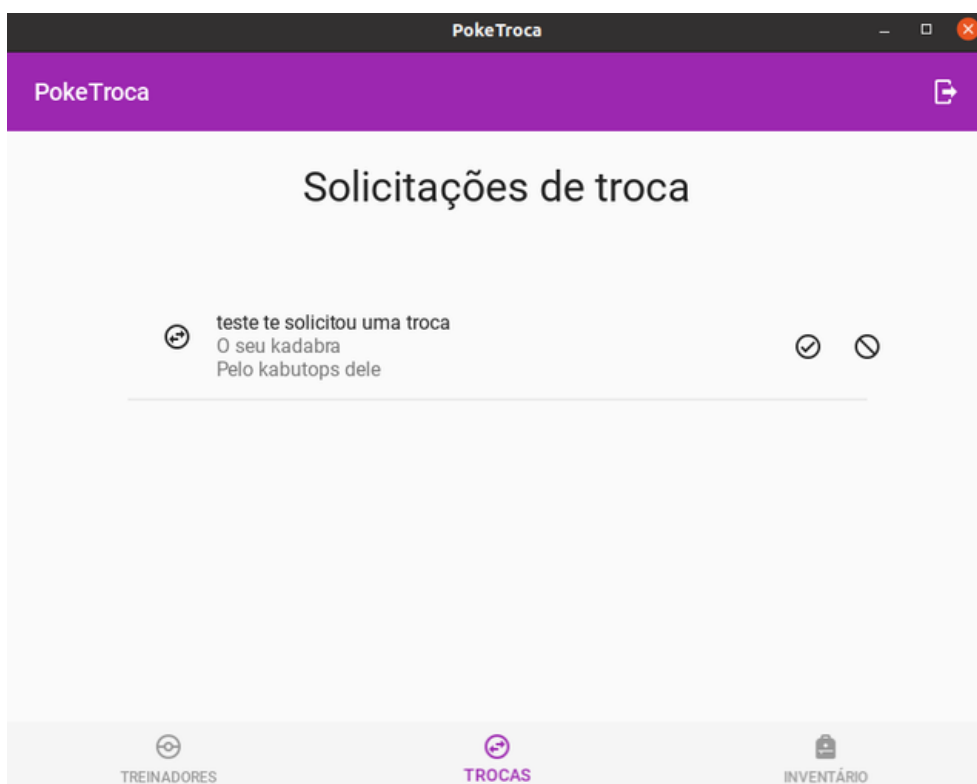 PokeTroca
PokeTroca
Solicitações de troca
teste te solicitou uma troca
O seu kadabra
Pelo kabutops dele
TREINADORES
TROCAS
INVENTÁRIO